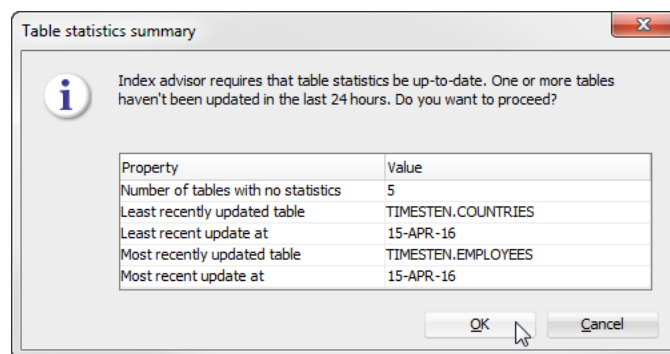 Table statistics summary
Index advisor requires that table statistics be up-to-date. One or more tables
haven't been updated in the last 24 hours. Do you want to proceed?
Property Value
Number of tables with no statistics 5
Least recently updated table TIMESTEN.COUNTRIES
Least recent update at 15-APR-16
Most recently updated table TIMESTEN.EMPLOYEES
Most recent update at 15-APR-16
OK Cancel